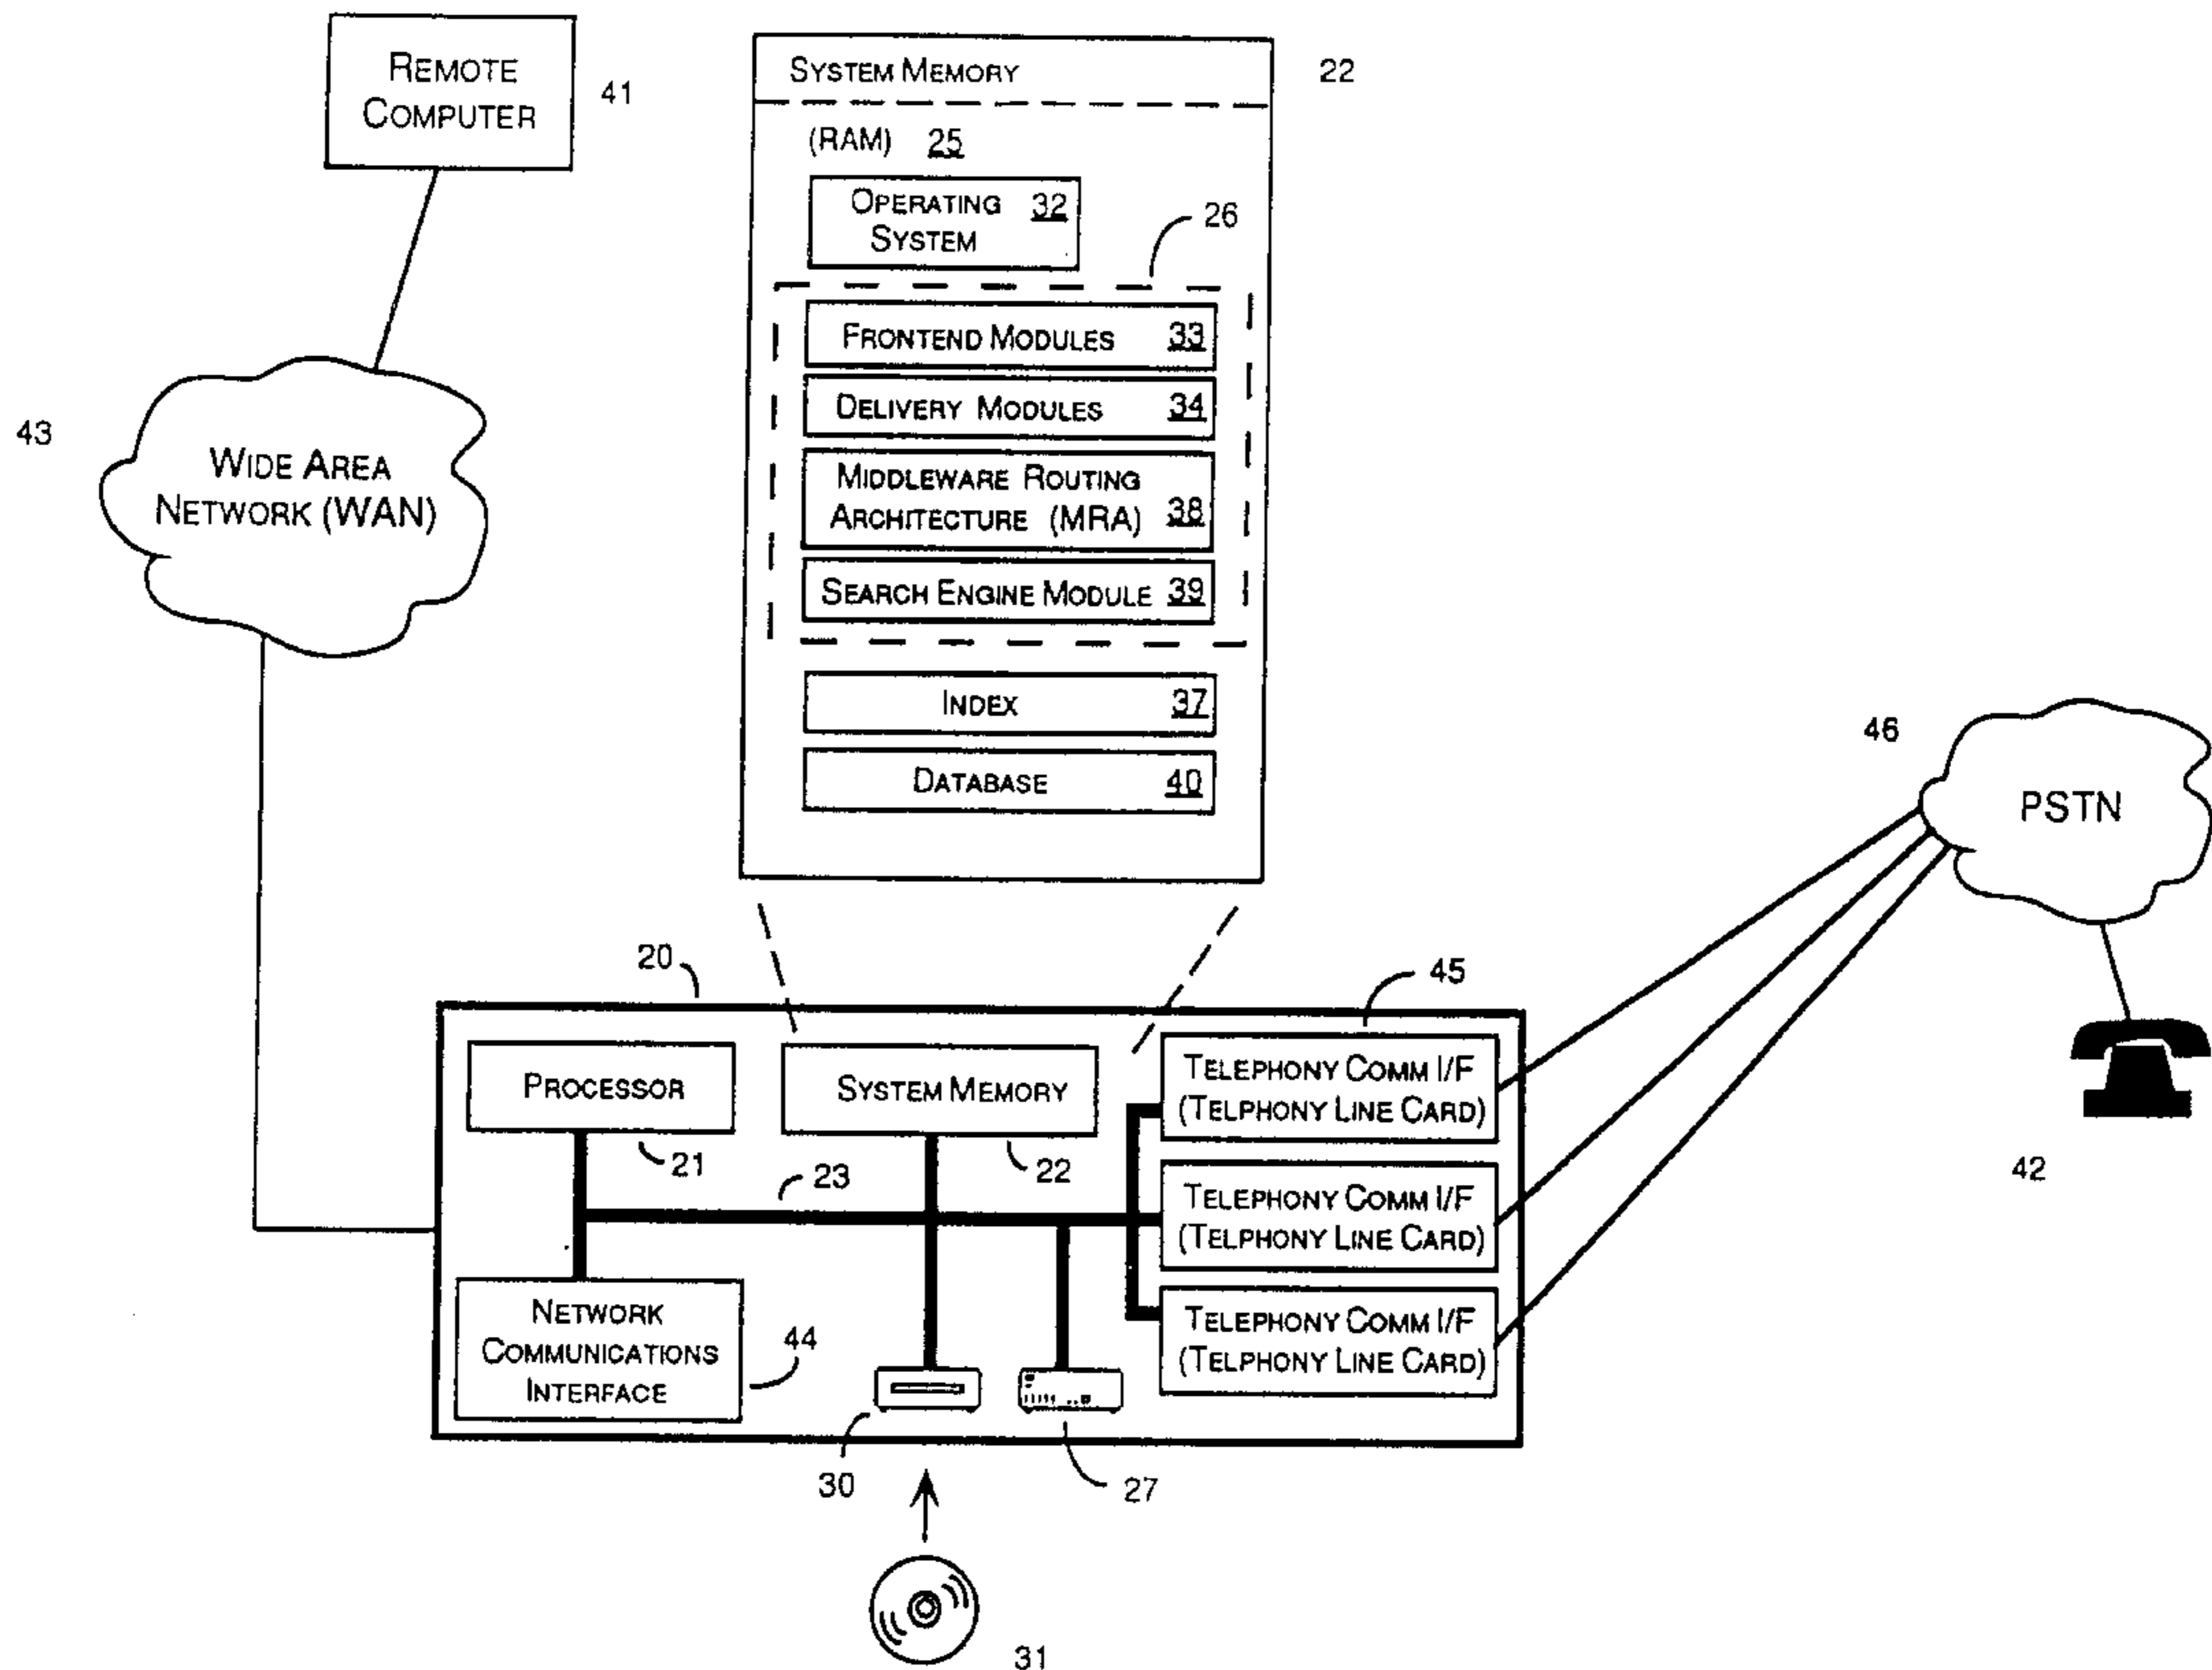 REMOTE
COMPUTER
41
SYSTEM MEMORY
22
(RAM) 25
OPERATING 32
SYSTEM
26
FRONTEND MODULES 33
DELIVERY MODULES 34
MIDDLEWARE ROUTING
ARCHITECTURE (MRA) 38
SEARCH ENGINE MODULE 39
INDEX 37
DATABASE 40
43
WIDE AREA
NETWORK (WAN)
46
PSTN
42
20
45
PROCESSOR
21
SYSTEM MEMORY
22
23
TELEPHONY COMM I/F
(TELPHONY LINE CARD)
TELEPHONY COMM I/F
(TELPHONY LINE CARD)
TELEPHONY COMM I/F
(TELPHONY LINE CARD)
NETWORK
COMMUNICATIONS
INTERFACE
44
30
27
31